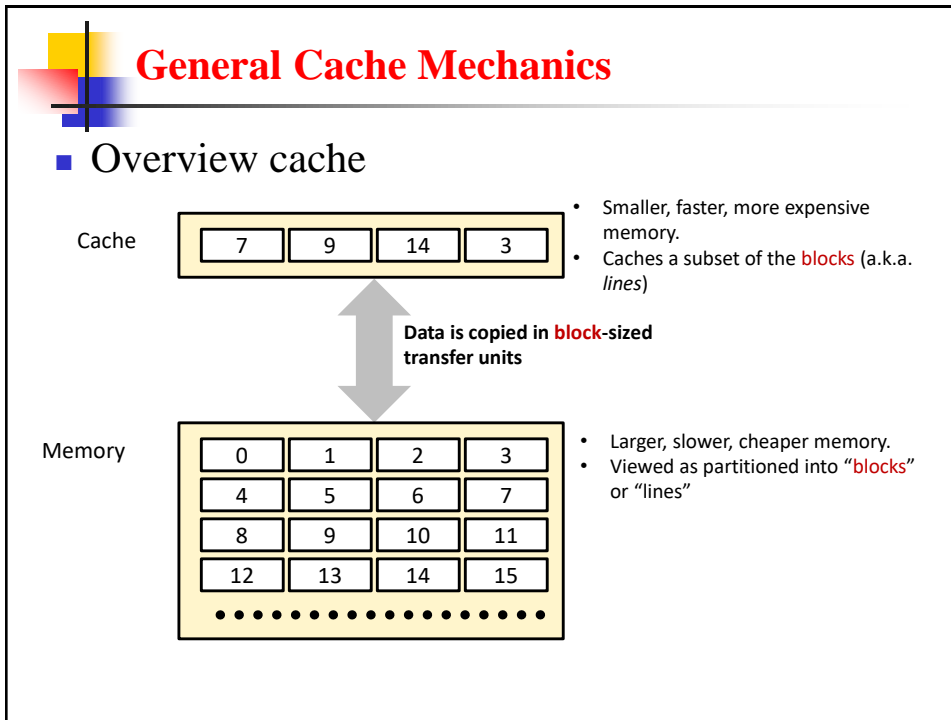 General Cache Mechanics
Overview cache
Cache
7 9 14 3
• Smaller, faster, more expensive
memory.
• Caches a subset of the blocks (a.k.a.
lines)
Data is copied in block-sized
transfer units
Memory
0 1 2 3
4 5 6 7
8 9 10 11
12 13 14 15
• Larger, slower, cheaper memory.
• Viewed as partitioned into “blocks”
or “lines”